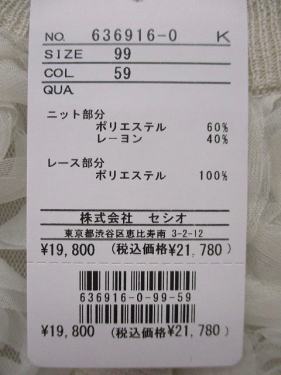 NO. 636916-0 K
SIZE 99
COL. 59
QUA
ニット部分
ポリエステル 60%
レーヨン 40%
レース部分
ポリエステル 100%
株式会社 セシオ
東京都渋谷区恵比寿南 3-2-12
¥19,800 (税込価格¥21,780)
636916-0-99-59
¥19,800 (税込価格¥21,780)